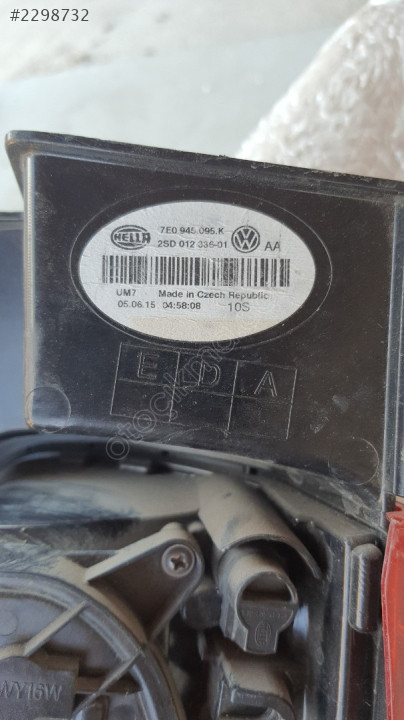 #2298732
HELLA
7E0 945 095.K
2SD 012 336-01
AA
UM7 Made in Czech Republic
05.06.15 04:58:08 10S
E D A
WY16W